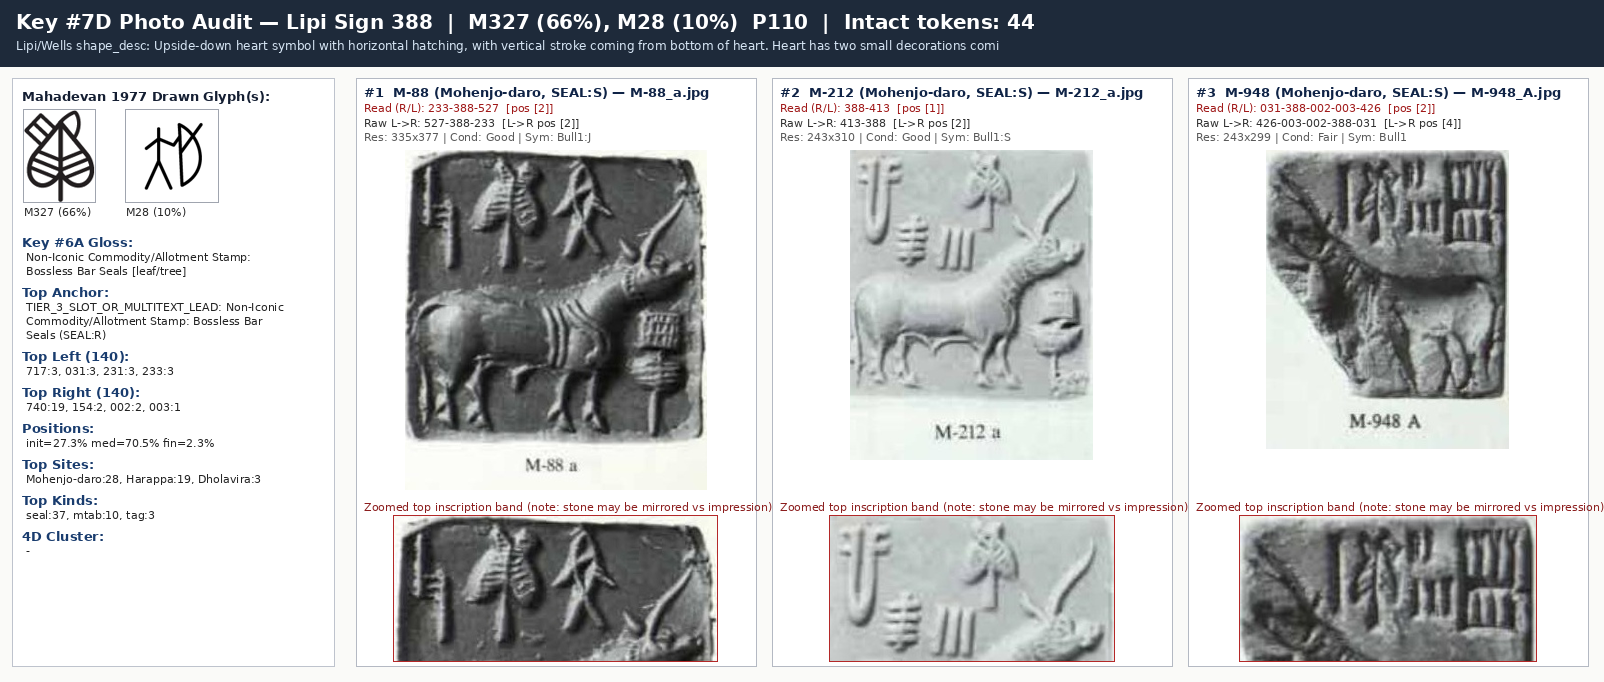 Key #7D Photo Audit — Lipi Sign 388 | M327 (66%), M28 (10%) P110 | Intact tokens: 44
Lipi/Wells shape_desc: Upside-down heart symbol with horizontal hatching, with vertical stroke coming from bottom of heart. Heart has two small decorations comi
Mahadevan 1977 Drawn Glyph(s):
M327 (66%)
M28 (10%)
Key #6A Gloss:
Non-Iconic Commodity/Allotment Stamp:
Bossless Bar Seals [leaf/tree]
Top Anchor:
TIER_3_SLOT_OR_MULTITEXT_LEAD: Non-Iconic
Commodity/Allotment Stamp: Bossless Bar
Seals (SEAL:R)
Top Left (140):
717:3, 031:3, 231:3, 233:3
Top Right (140):
740:19, 154:2, 002:2, 003:1
Positions:
init=27.3% med=70.5% fin=2.3%
Top Sites:
Mohenjo-daro:28, Harappa:19, Dholavira:3
Top Kinds:
seal:37, mtab:10, tag:3
4D Cluster:
-
#1 M-88 (Mohenjo-daro, SEAL:S) — M-88_a.jpg
Read (R/L): 233-388-527 [pos [2]]
Raw L->R: 527-388-233 [L->R pos [2]]
Res: 335x377 | Cond: Good | Sym: Bull1:J
M-88 a
Zoomed top inscription band (note: stone may be mirrored vs impression)
#2 M-212 (Mohenjo-daro, SEAL:S) — M-212_a.jpg
Read (R/L): 388-413 [pos [1]]
Raw L->R: 413-388 [L->R pos [2]]
Res: 243x310 | Cond: Good | Sym: Bull1:S
M-212 a
Zoomed top inscription band (note: stone may be mirrored vs impression)
#3 M-948 (Mohenjo-daro, SEAL:S) — M-948_A.jpg
Read (R/L): 031-388-002-003-426 [pos [2]]
Raw L->R: 426-003-002-388-031 [L->R pos [4]]
Res: 243x299 | Cond: Fair | Sym: Bull1
M-948 A
Zoomed top inscription band (note: stone may be mirrored vs impression)